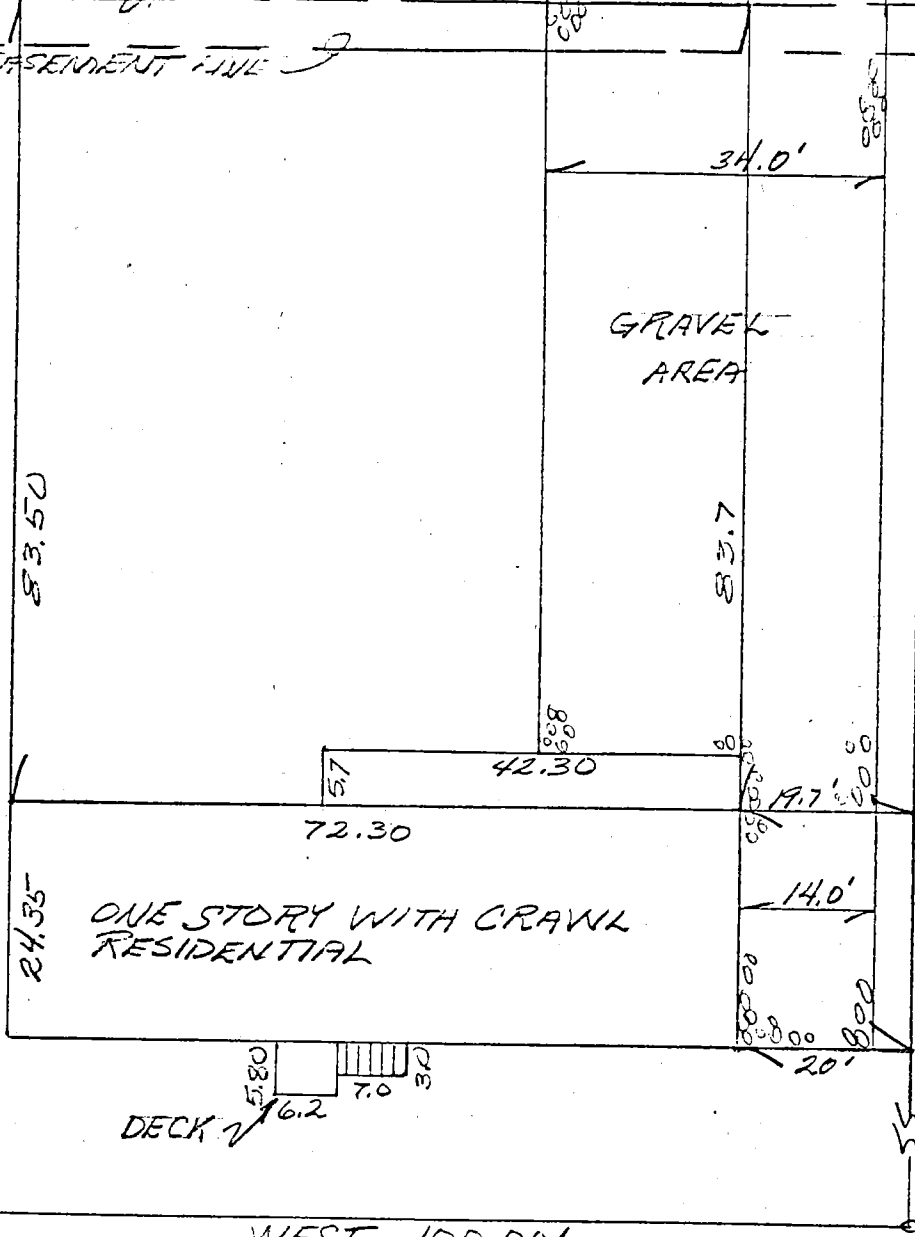 EASEMENT LINE
34.0'
GRAVEL
AREA
83.50
83.7
5.7
42.30
19.7'
72.30
14.0'
24.35
ONE STORY WITH CRAWL
RESIDENTIAL
20'
5.80
6.2
7.0
3.0
DECK
WEST